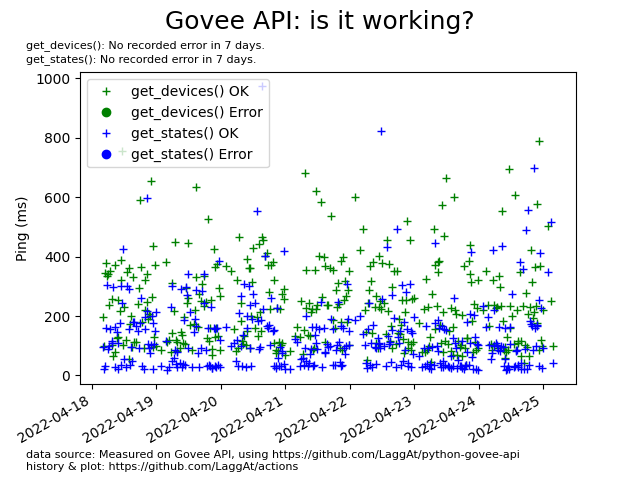 Govee API: is it working?
get_devices(): No recorded error in 7 days.
get_states(): No recorded error in 7 days.
get_devices() OK
get_devices() Error
get_states() OK
get_states() Error
Ping (ms)
1000
800
600
400
200
0
2022-04-18
2022-04-19
2022-04-20
2022-04-21
2022-04-22
2022-04-23
2022-04-24
2022-04-25
data source: Measured on Govee API, using https://github.com/LaggAt/python-govee-api
history & plot: https://github.com/LaggAt/actions